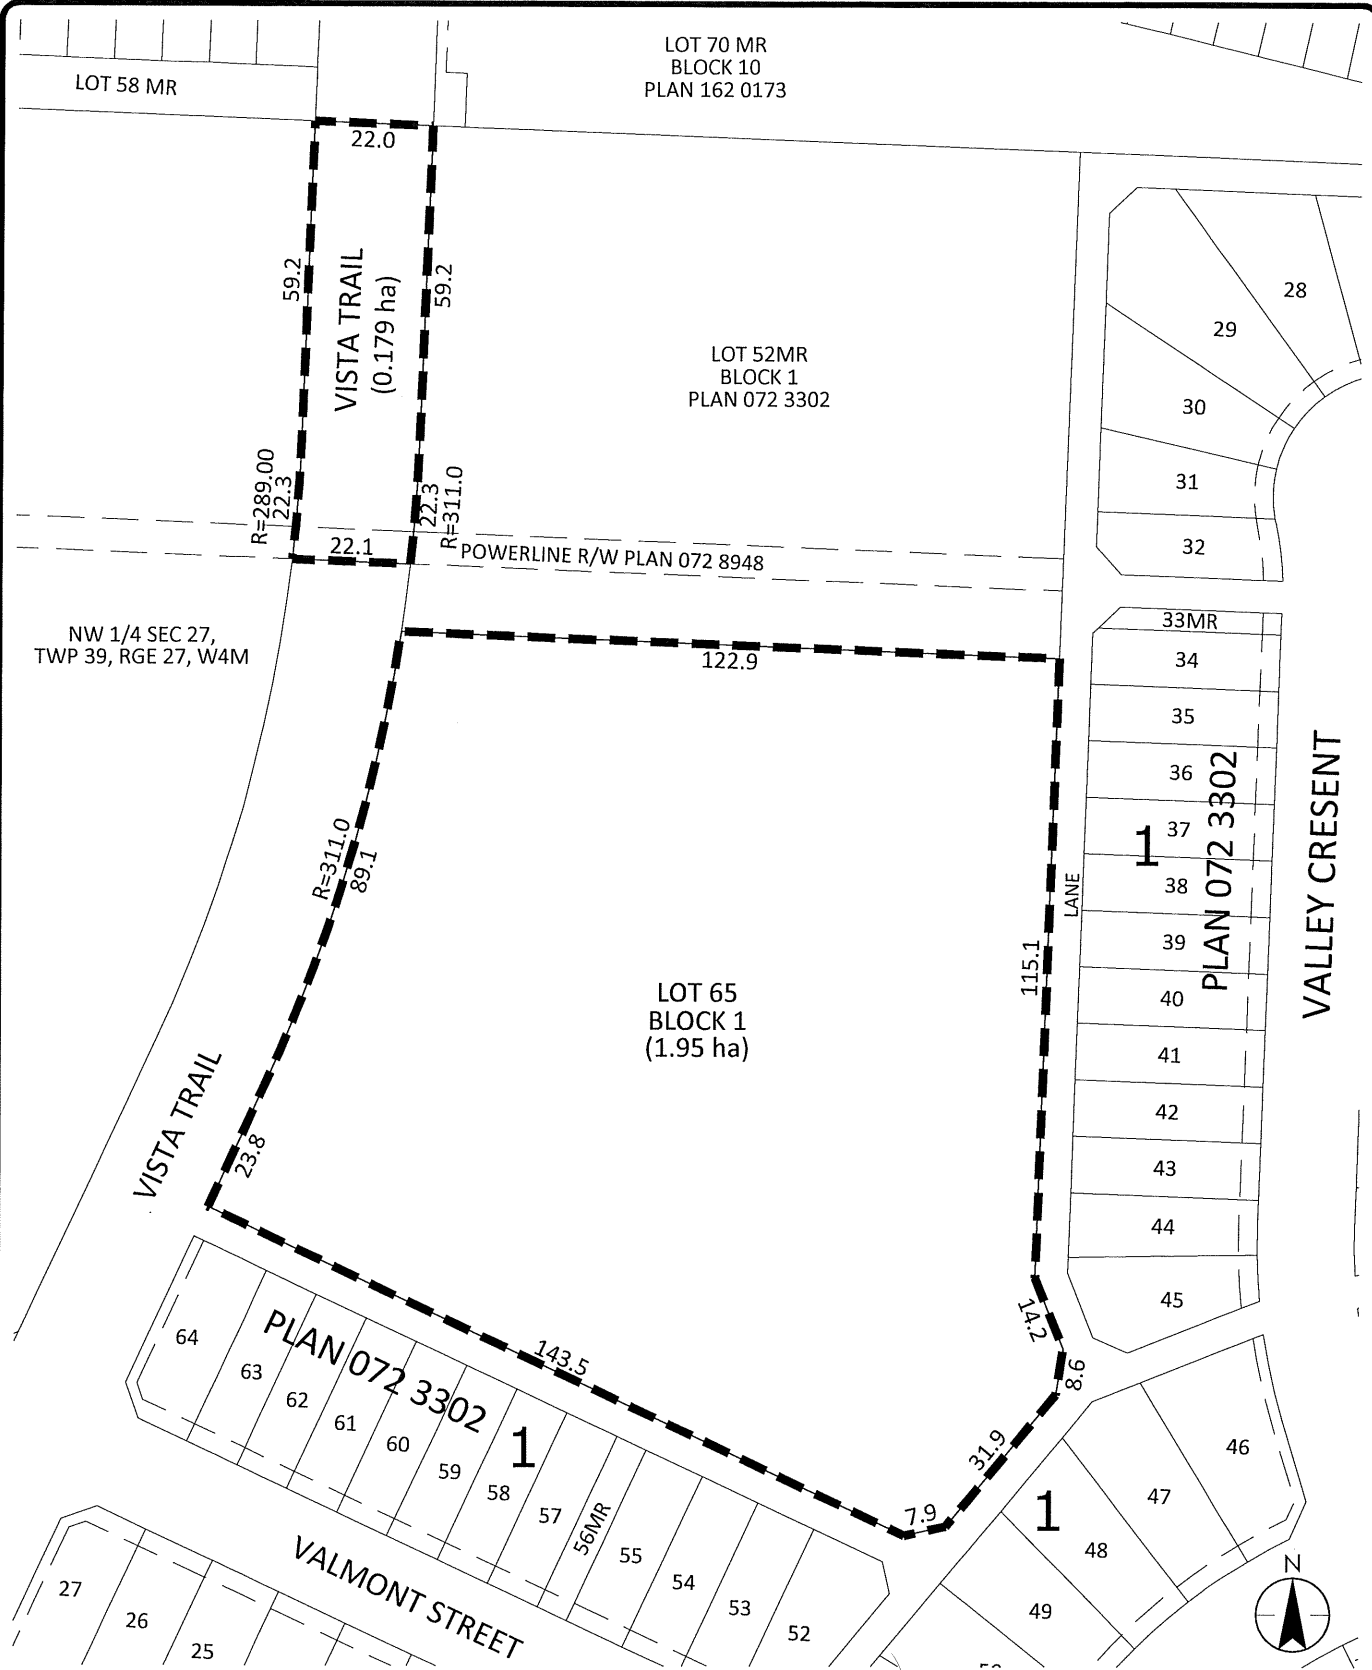 LOT 58 MR
LOT 70 MR
BLOCK 10
PLAN 162 0173
22.0
59.2
VISTA TRAIL
(0.179 ha)
59.2
R=289.00
22.3
22.3
R=311.0
22.1
LOT 52MR
BLOCK 1
PLAN 072 3302
POWERLINE R/W PLAN 072 8948
28
29
30
31
32
NW 1/4 SEC 27,
TWP 39, RGE 27, W4M
122.9
33MR
34
35
36
37
38
39
40
41
42
43
44
45
1
PLAN 072 3302
VALLEY CRESENT
LANE
115.1
R=311.0
89.1
LOT 65
BLOCK 1
(1.95 ha)
VISTA TRAIL
23.8
143.5
14.2
8.6
31.9
7.9
PLAN 072 3302
1
64
63
62
61
60
59
58
57
56MR
55
54
53
52
1
46
47
48
49
VALMONT STREET
27
26
25
N